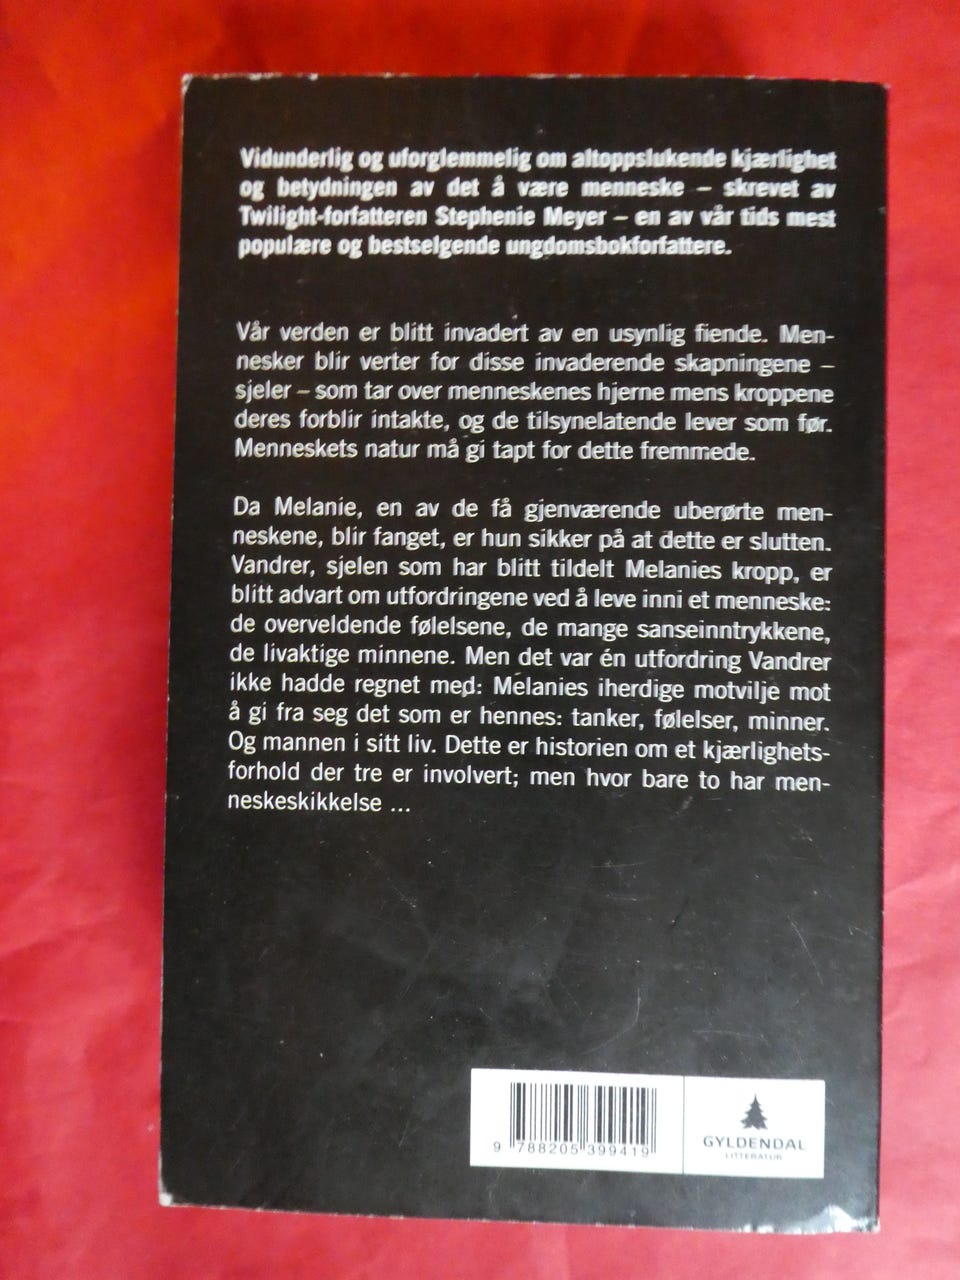 Vidunderlig og uforglemmelig om altoppslukende kjærlighet
og betydningen av det å være menneske – skrevet av
Twilight-forfatteren Stephenie Meyer – en av vår tids mest
populære og bestselgende ungdomsbokforfattere.
Vår verden er blitt invadert av en usynlig fiende. Men-
nesker blir verter for disse invaderende skapningene –
sjeler – som tar over menneskenes hjerne mens kroppene
deres forblir intakte, og de tilsynelatende lever som før.
Menneskets natur må gi tapt for dette fremmede.
Da Melanie, en av de få gjenværende uberørte men-
neskene, blir fanget, er hun sikker på at dette er slutten.
Vandrer, sjelen som har blitt tildelt Melanies kropp, er
blitt advart om utfordringene ved å leve inni et menneske:
de overveldende følelsene, de mange sanseinntrykkene,
de livaktige minnene. Men det var én utfordring Vandrer
ikke hadde regnet med: Melanies iherdige motvilje mot
å gi fra seg det som er hennes: tanker, følelser, minner.
Og mannen i sitt liv. Dette er historien om et kjærlighets-
forhold der tre er involvert; men hvor bare to har men-
neskeskikkelse ...
9 788205 399419
GYLDENDAL
LITTERATUR